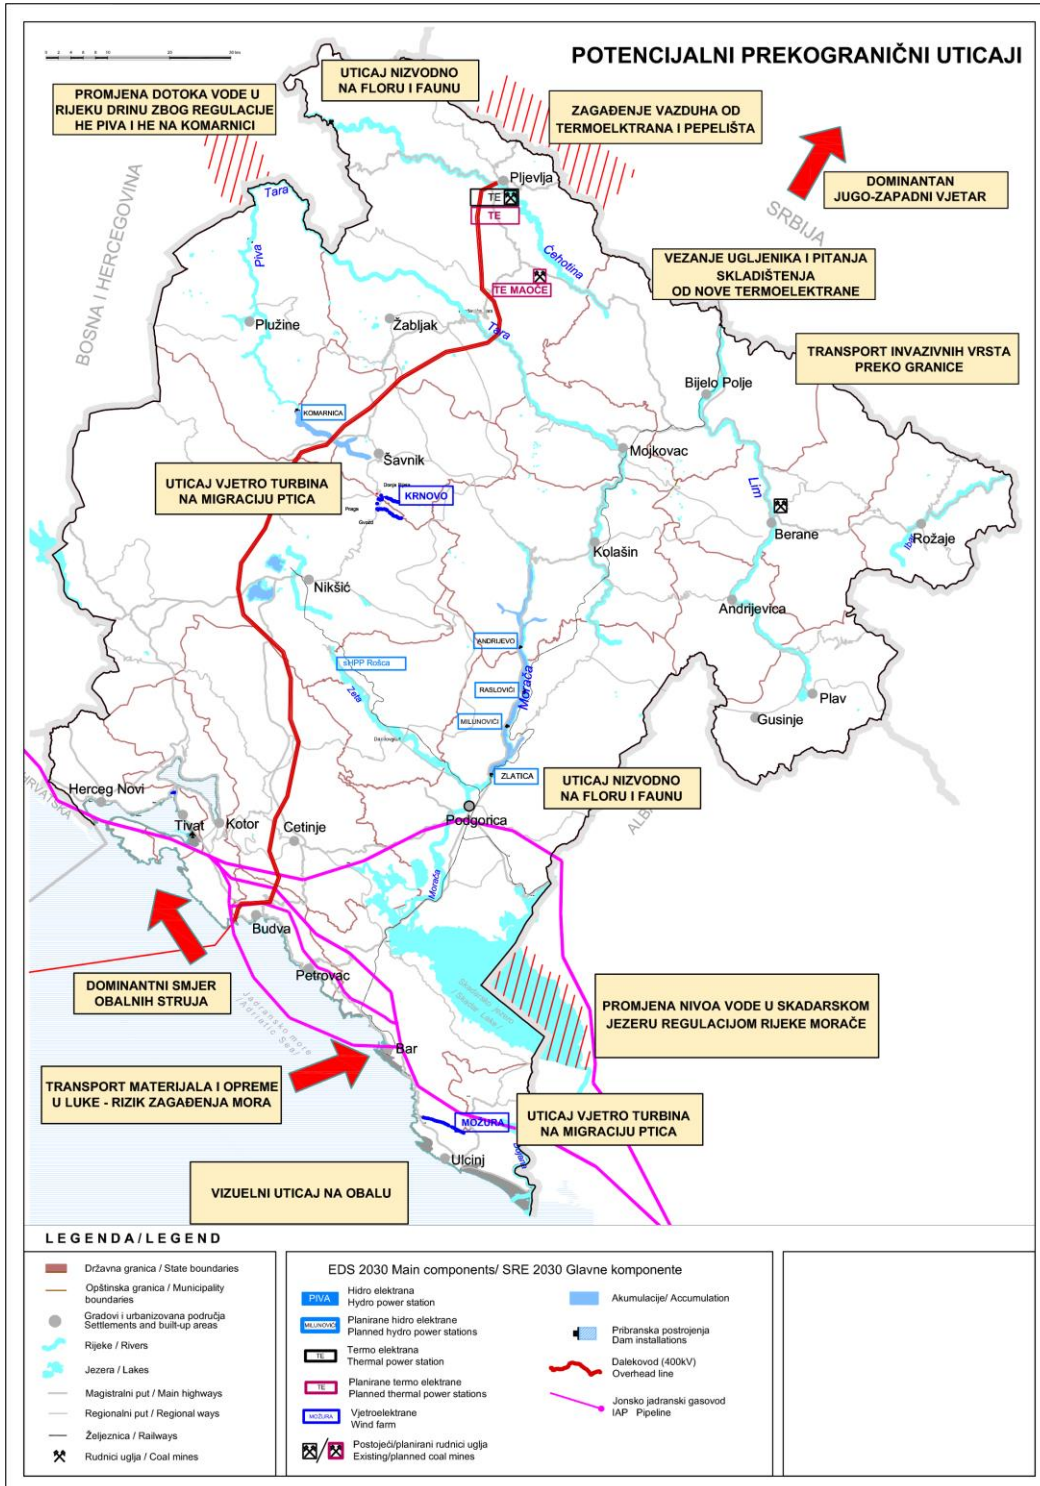 POTENCIJALNI PREKOGRANIČNI UTICAJI
UTICAJ NIZVODNO
NA FLORU I FAUNU
PROMJENA DOTOKA VODE U
RIJEKU DRINU ZBOG REGULACIJE
HE PIVA I HE NA KOMARNICI
ZAGAĐENJE VAZDUHA OD
TERMOELKTRANA I PEPELIŠTA
DOMINANTAN
JUGO-ZAPADNI VJETAR
SRBIJA
BOSNA I HERCEGOVINA
Pljevlja
TE
TE
Tara
Piva
Ćehotina
TE MAOČE
VEZANJE UGLJENIKA I PITANJA
SKLADIŠTENJA
OD NOVE TERMOELEKTRANE
Plužine
Žabljak
Tara
TRANSPORT INVAZIVNIH VRSTA
PREKO GRANICE
Bijelo Polje
KOMARNICA
Šavnik
Mojkovac
UTICAJ VJETRO TURBINA
NA MIGRACIJU PTICA
KRNOVO
Lim
Berane
Rožaje
Kolašin
Nikšić
Andrijevica
ANDRIJEVO
sHPP Rošca
Zeta
RASLOVIĆI
Morača
MILUNOVIĆI
Plav
Gusinje
ZLATICA
UTICAJ NIZVODNO
NA FLORU I FAUNU
Herceg Novi
Tivat
Kotor
Cetinje
Podgorica
Morača
Budva
Petrovac
DOMINANTNI SMJER
OBALNIH STRUJA
Jadransko more
/Adriatic Sea/
Skadarsko jezero
/ Skadar Lake /
PROMJENA NIVOA VODE U SKADARSKOM
JEZERU REGULACIJOM RIJEKE MORAČE
Bar
TRANSPORT MATERIJALA I OPREME
U LUKE - RIZIK ZAGAĐENJA MORA
MOŽURA
UTICAJ VJETRO TURBINA
NA MIGRACIJU PTICA
Ulcinj
VIZUELNI UTICAJ NA OBALU
LEGENDA/LEGEND
Državna granica / State boundaries
Opštinska granica / Municipality
boundaries
Gradovi i urbanizovana područja
Settlements and built-up areas
Rijeke / Rivers
Jezera / Lakes
Magistralni put / Main highways
Regionalni put / Regional ways
Željeznica / Railways
Rudnici uglja / Coal mines
EDS 2030 Main components/ SRE 2030 Glavne komponente
PIVA
Hidro elektrana
Hydro power station
MILUNOVIĆI
Planirane hidro elektrane
Planned hydro power stations
TE
Termo elektrana
Thermal power station
TE
Planirane termo elektrane
Planned thermal power stations
MOŽURA
Vjetroelektrane
Wind farm
Postojeći/planirani rudnici uglja
Existing/planned coal mines
Akumulacije/ Accumulation
Pribranska postrojenja
Dam installations
Dalekovod (400kV)
Overhead line
Jonsko jadranski gasovod
IAP Pipeline